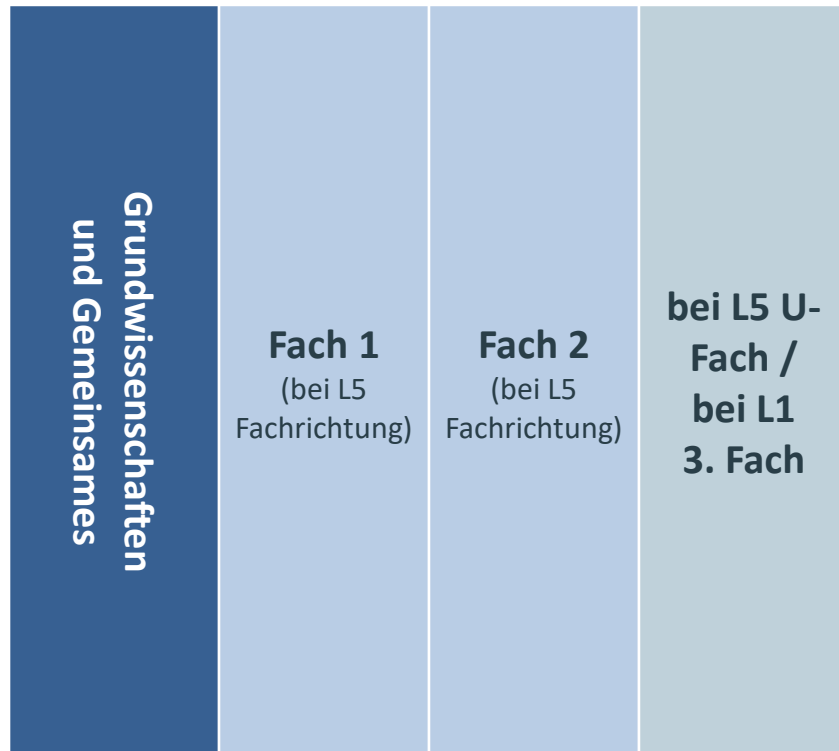 Grundwissenschaften
und Gemeinsames
Fach 1
(bei L5
Fachrichtung)
Fach 2
(bei L5
Fachrichtung)
bei L5 U-
Fach /
bei L1
3. Fach